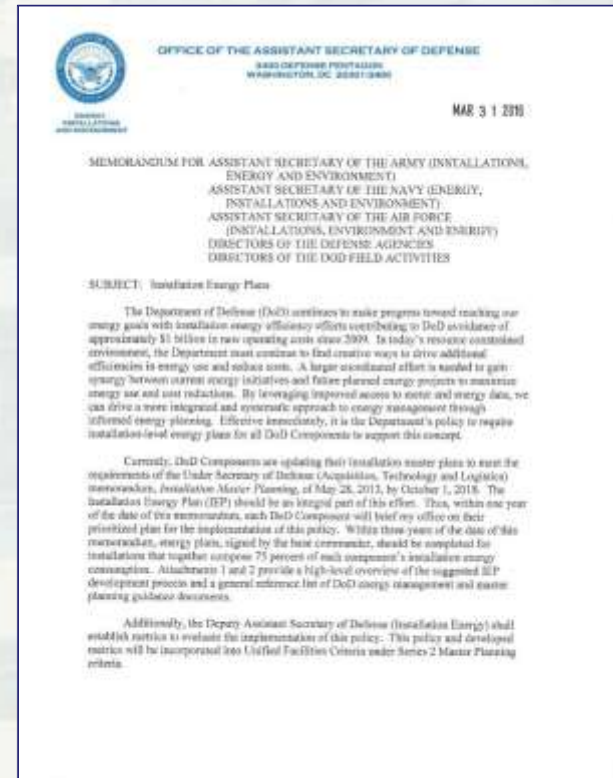 OFFICE OF THE ASSISTANT SECRETARY OF DEFENSE
3400 DEFENSE PENTAGON
WASHINGTON, DC 20301-3400
ENERGY,
INSTALLATIONS
AND ENVIRONMENT
MAR 31 2016
MEMORANDUM FOR ASSISTANT SECRETARY OF THE ARMY (INSTALLATIONS,
ENERGY AND ENVIRONMENT)
ASSISTANT SECRETARY OF THE NAVY (ENERGY,
INSTALLATIONS AND ENVIRONMENT)
ASSISTANT SECRETARY OF THE AIR FORCE
(INSTALLATIONS, ENVIRONMENT AND ENERGY)
DIRECTORS OF THE DEFENSE AGENCIES
DIRECTORS OF THE DOD FIELD ACTIVITIES
SUBJECT: Installation Energy Plans
The Department of Defense (DoD) continues to make progress toward reaching our
energy goals with installation energy efficiency efforts contributing to DoD avoidance of
approximately $1 billion in new operating costs since 2009. In today's resource constrained
environment, the Department must continue to find creative ways to drive additional
efficiencies in energy use and reduce costs. A larger coordinated effort is needed to gain
synergy between current energy initiatives and future planned energy projects to maximize
energy use and cost reductions. By leveraging improved access to meter and energy data, we
can drive a more integrated and systematic approach to energy management through
informed energy planning. Effective immediately, it is the Department's policy to require
installation-level energy plans for all DoD Components to support this concept.
Currently, DoD Components are updating their installation master plans to meet the
requirements of the Under Secretary of Defense (Acquisition, Technology and Logistics)
memorandum, Installation Master Planning, of May 28, 2013, by October 1, 2018. The
Installation Energy Plan (IEP) should be an integral part of this effort. Thus, within one year
of the date of this memorandum, each DoD Component will brief my office on their
prioritized plan for the implementation of this policy. Within three years of the date of this
memorandum, energy plans, signed by the base commander, should be completed for
installations that together compose 75 percent of each component's installation energy
consumption. Attachments 1 and 2 provide a high-level overview of the suggested IEP
development process and a general reference list of DoD energy management and master
planning guidance documents.
Additionally, the Deputy Assistant Secretary of Defense (Installation Energy) shall
establish metrics to evaluate the implementation of this policy. This policy and developed
metrics will be incorporated into Unified Facilities Criteria under Series 2 Master Planning
criteria.